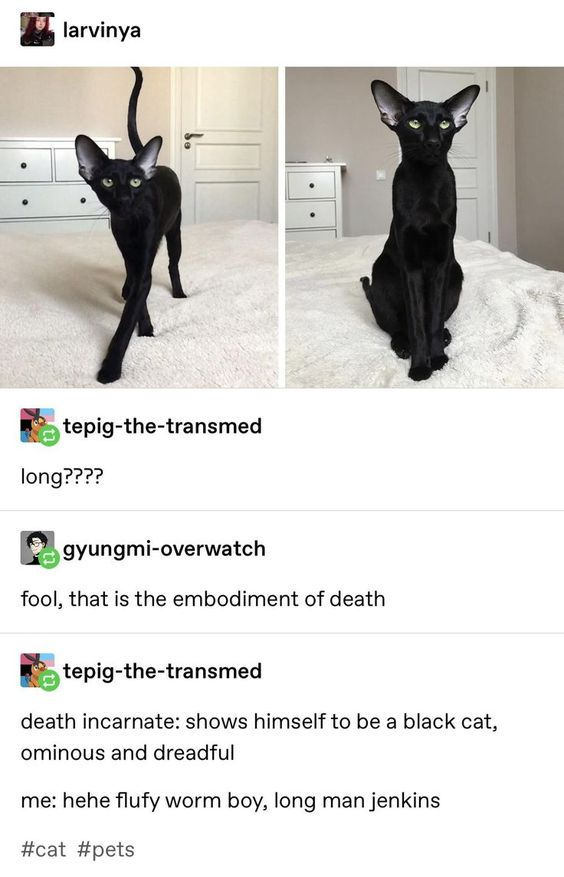 larvinya
tepig-the-transmed
long????
gyungmi-overwatch
fool, that is the embodiment of death
tepig-the-transmed
death incarnate: shows himself to be a black cat,
ominous and dreadful
me: hehe flufy worm boy, long man jenkins
#cat #pets